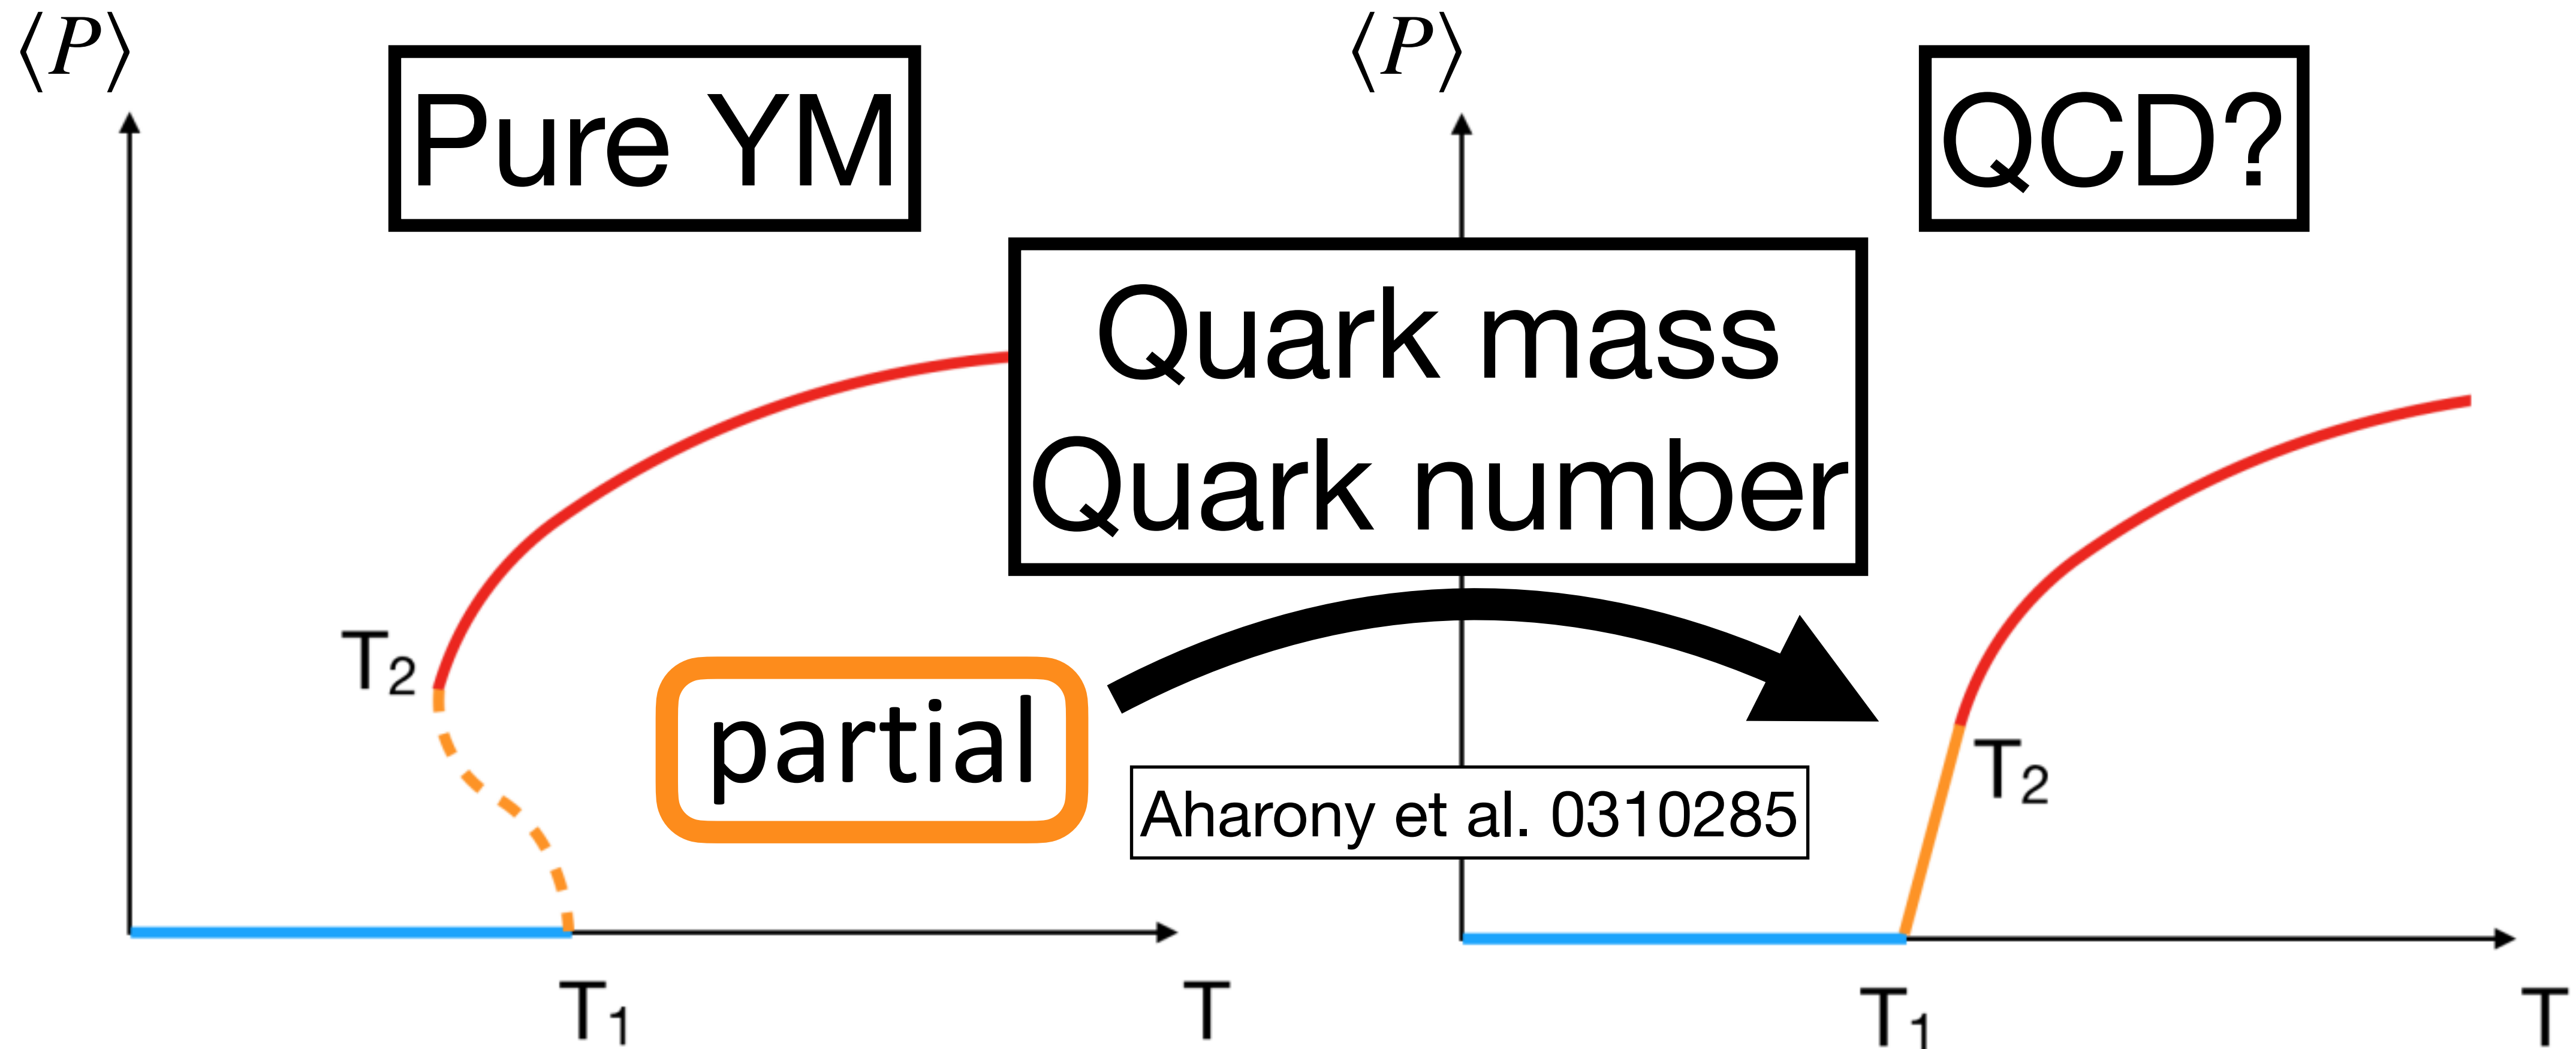 ⟨P⟩
Pure YM
⟨P⟩
QCD?
Quark mass
Quark number
T₂
partial
T₂
Aharony et al. 0310285
T₁
T
T₁
T